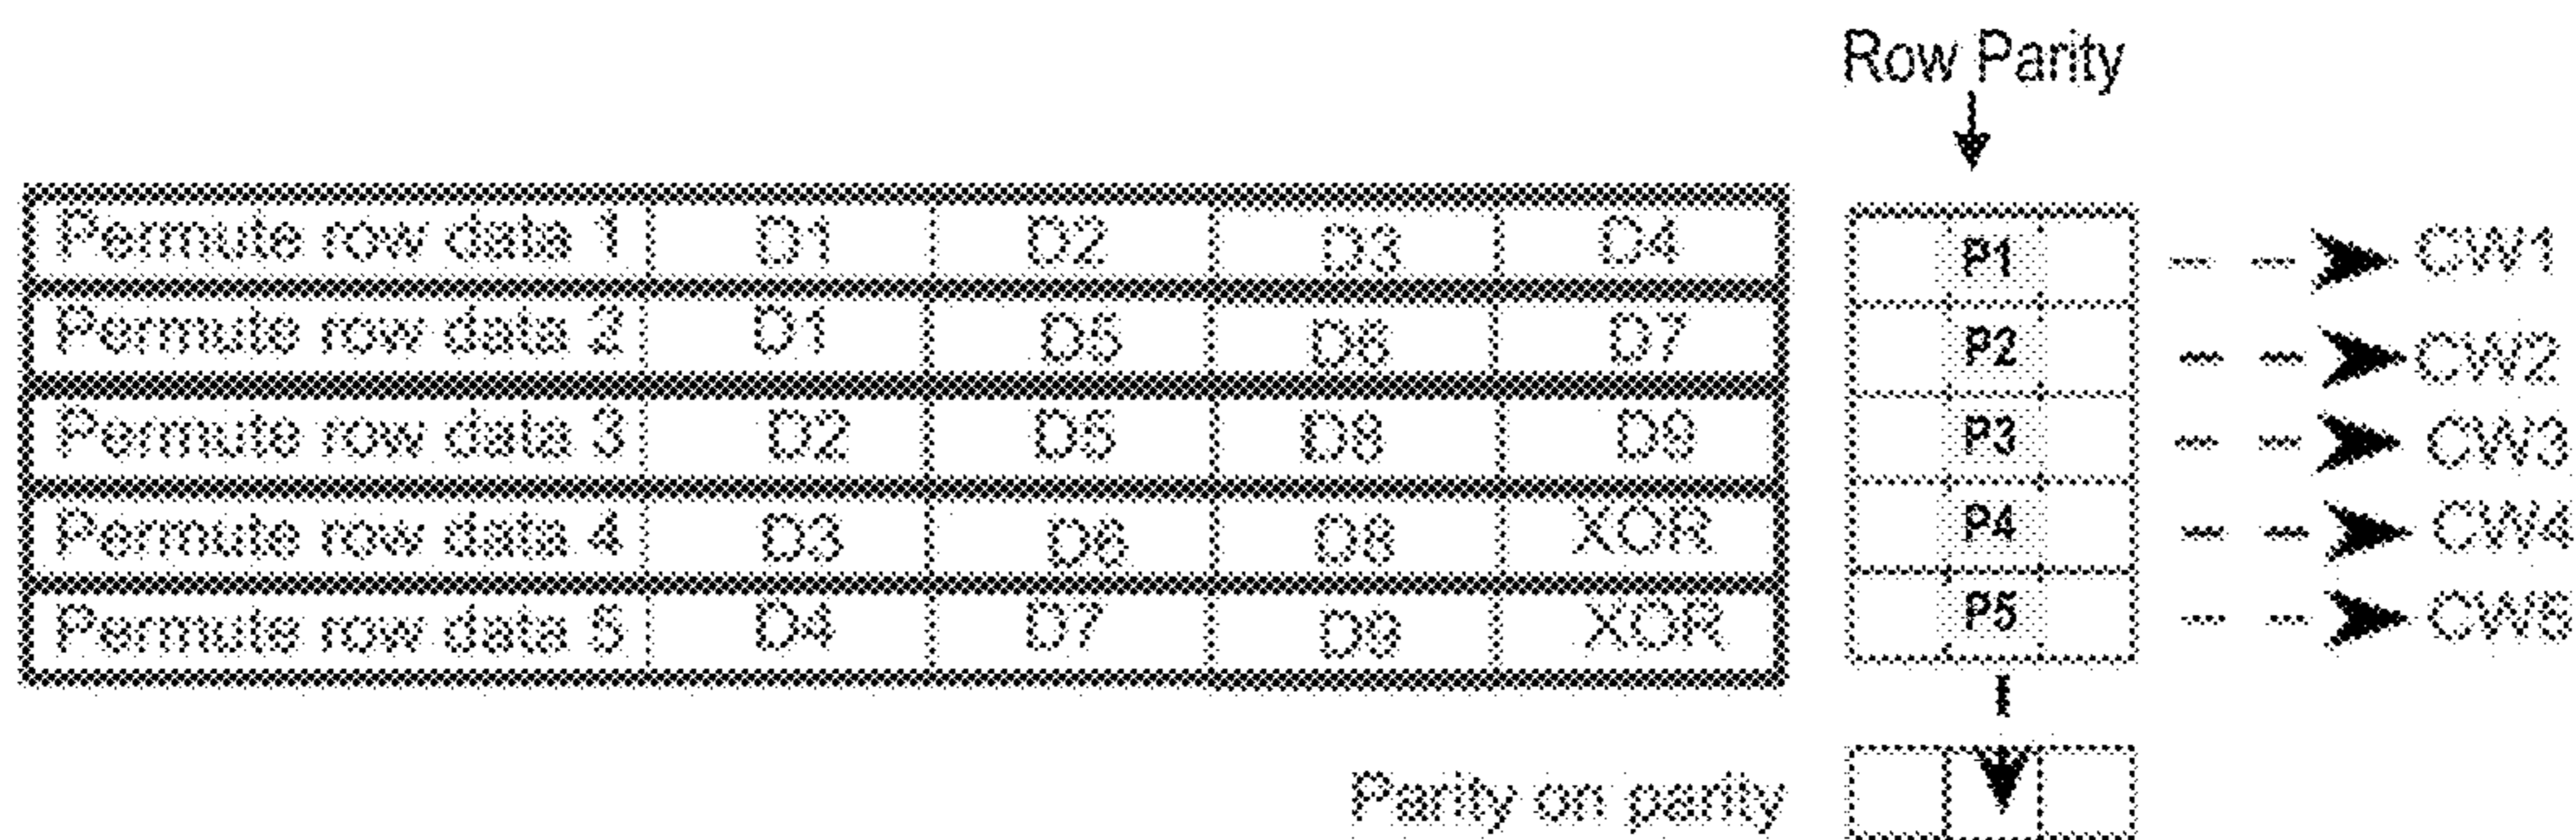 Row Parity
Permute row data 1 D1 D2 D3 D4 P1 CW1
Permute row data 2 D1 D5 D6 D7 P2 CW2
Permute row data 3 D2 D5 D8 D9 P3 CW3
Permute row data 4 D3 D6 D8 XOR P4 CW4
Permute row data 5 D4 D7 D9 XOR P5 CW5
Parity on parity